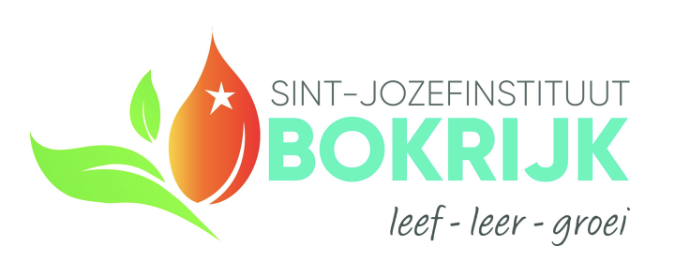 SINT-JOZEFINSTITUUT
BOKRIJK
leef - leer - groei